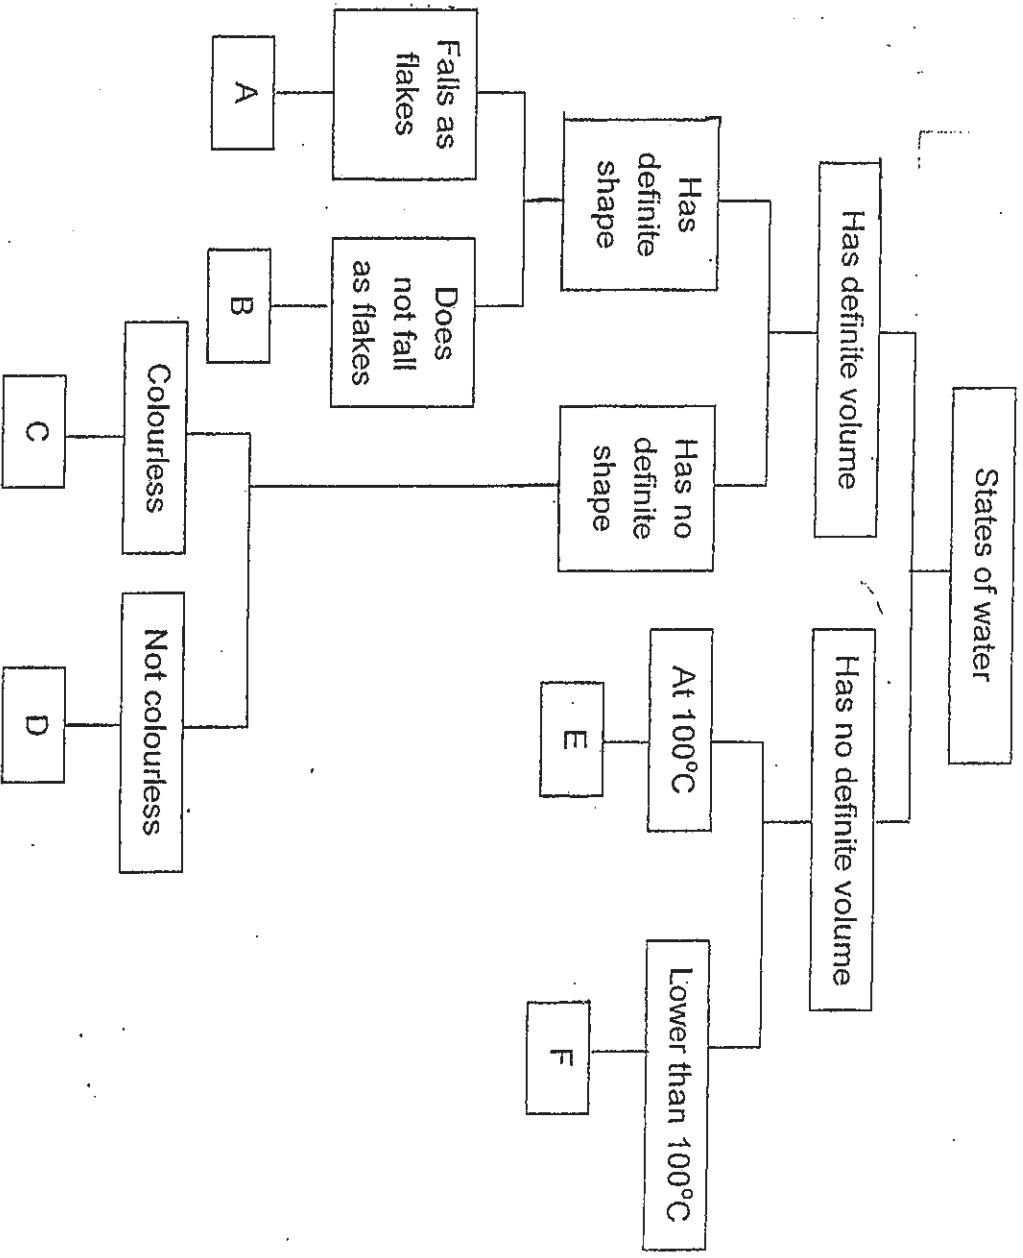 States of water
Has definite volume
Has no definite volume
Has
definite
shape
Has no
definite
shape
At 100°C
Lower than 100°C
Falls as
flakes
Does
not fall
as flakes
E
F
A
B
Colourless
Not colourless
C
D